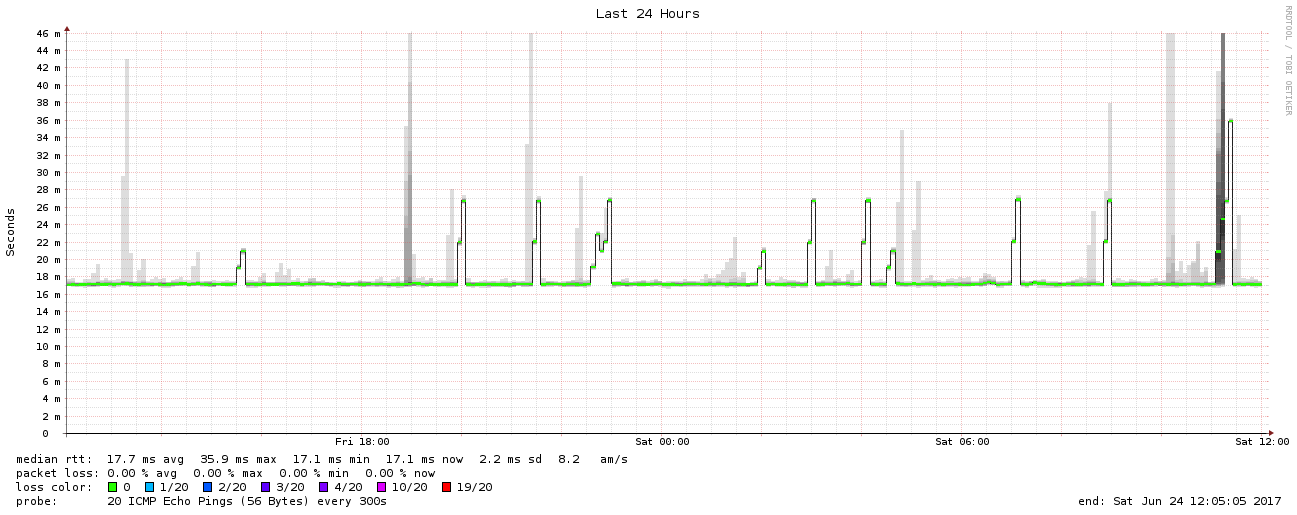 Last 24 Hours
RRDTOOL / TOBI OETIKER
Seconds
46 m
44 m
42 m
40 m
38 m
36 m
34 m
32 m
30 m
28 m
26 m
24 m
22 m
20 m
18 m
16 m
14 m
12 m
10 m
8 m
6 m
4 m
2 m
0
Fri 18:00 Sat 00:00 Sat 06:00 Sat 12:00
median rtt: 17.7 ms avg 35.9 ms max 17.1 ms min 17.1 ms now 2.2 ms sd 8.2 am/s
packet loss: 0.00 % avg 0.00 % max 0.00 % min 0.00 % now
loss color: 0 1/20 2/20 3/20 4/20 10/20 19/20
probe: 20 ICMP Echo Pings (56 Bytes) every 300s end: Sat Jun 24 12:05:05 2017